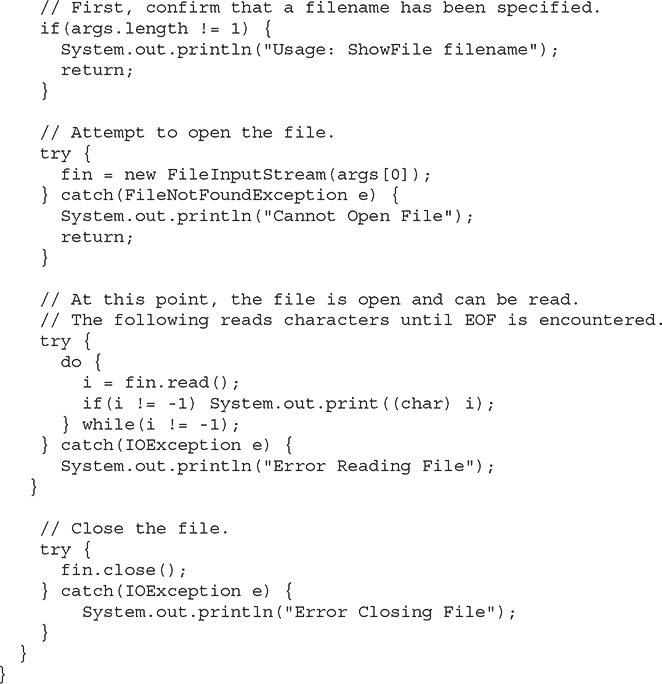 // First, confirm that a filename has been specified.
if(args.length != 1) {
  System.out.println("Usage: ShowFile filename");
  return;
}

// Attempt to open the file.
try {
  fin = new FileInputStream(args[0]);
} catch(FileNotFoundException e) {
  System.out.println("Cannot Open File");
  return;
}

// At this point, the file is open and can be read.
// The following reads characters until EOF is encountered.
try {
  do {
    i = fin.read();
    if(i != -1) System.out.print((char) i);
  } while(i != -1);
} catch(IOException e) {
  System.out.println("Error Reading File");
}

// Close the file.
try {
  fin.close();
} catch(IOException e) {
    System.out.println("Error Closing File");
}
}
}